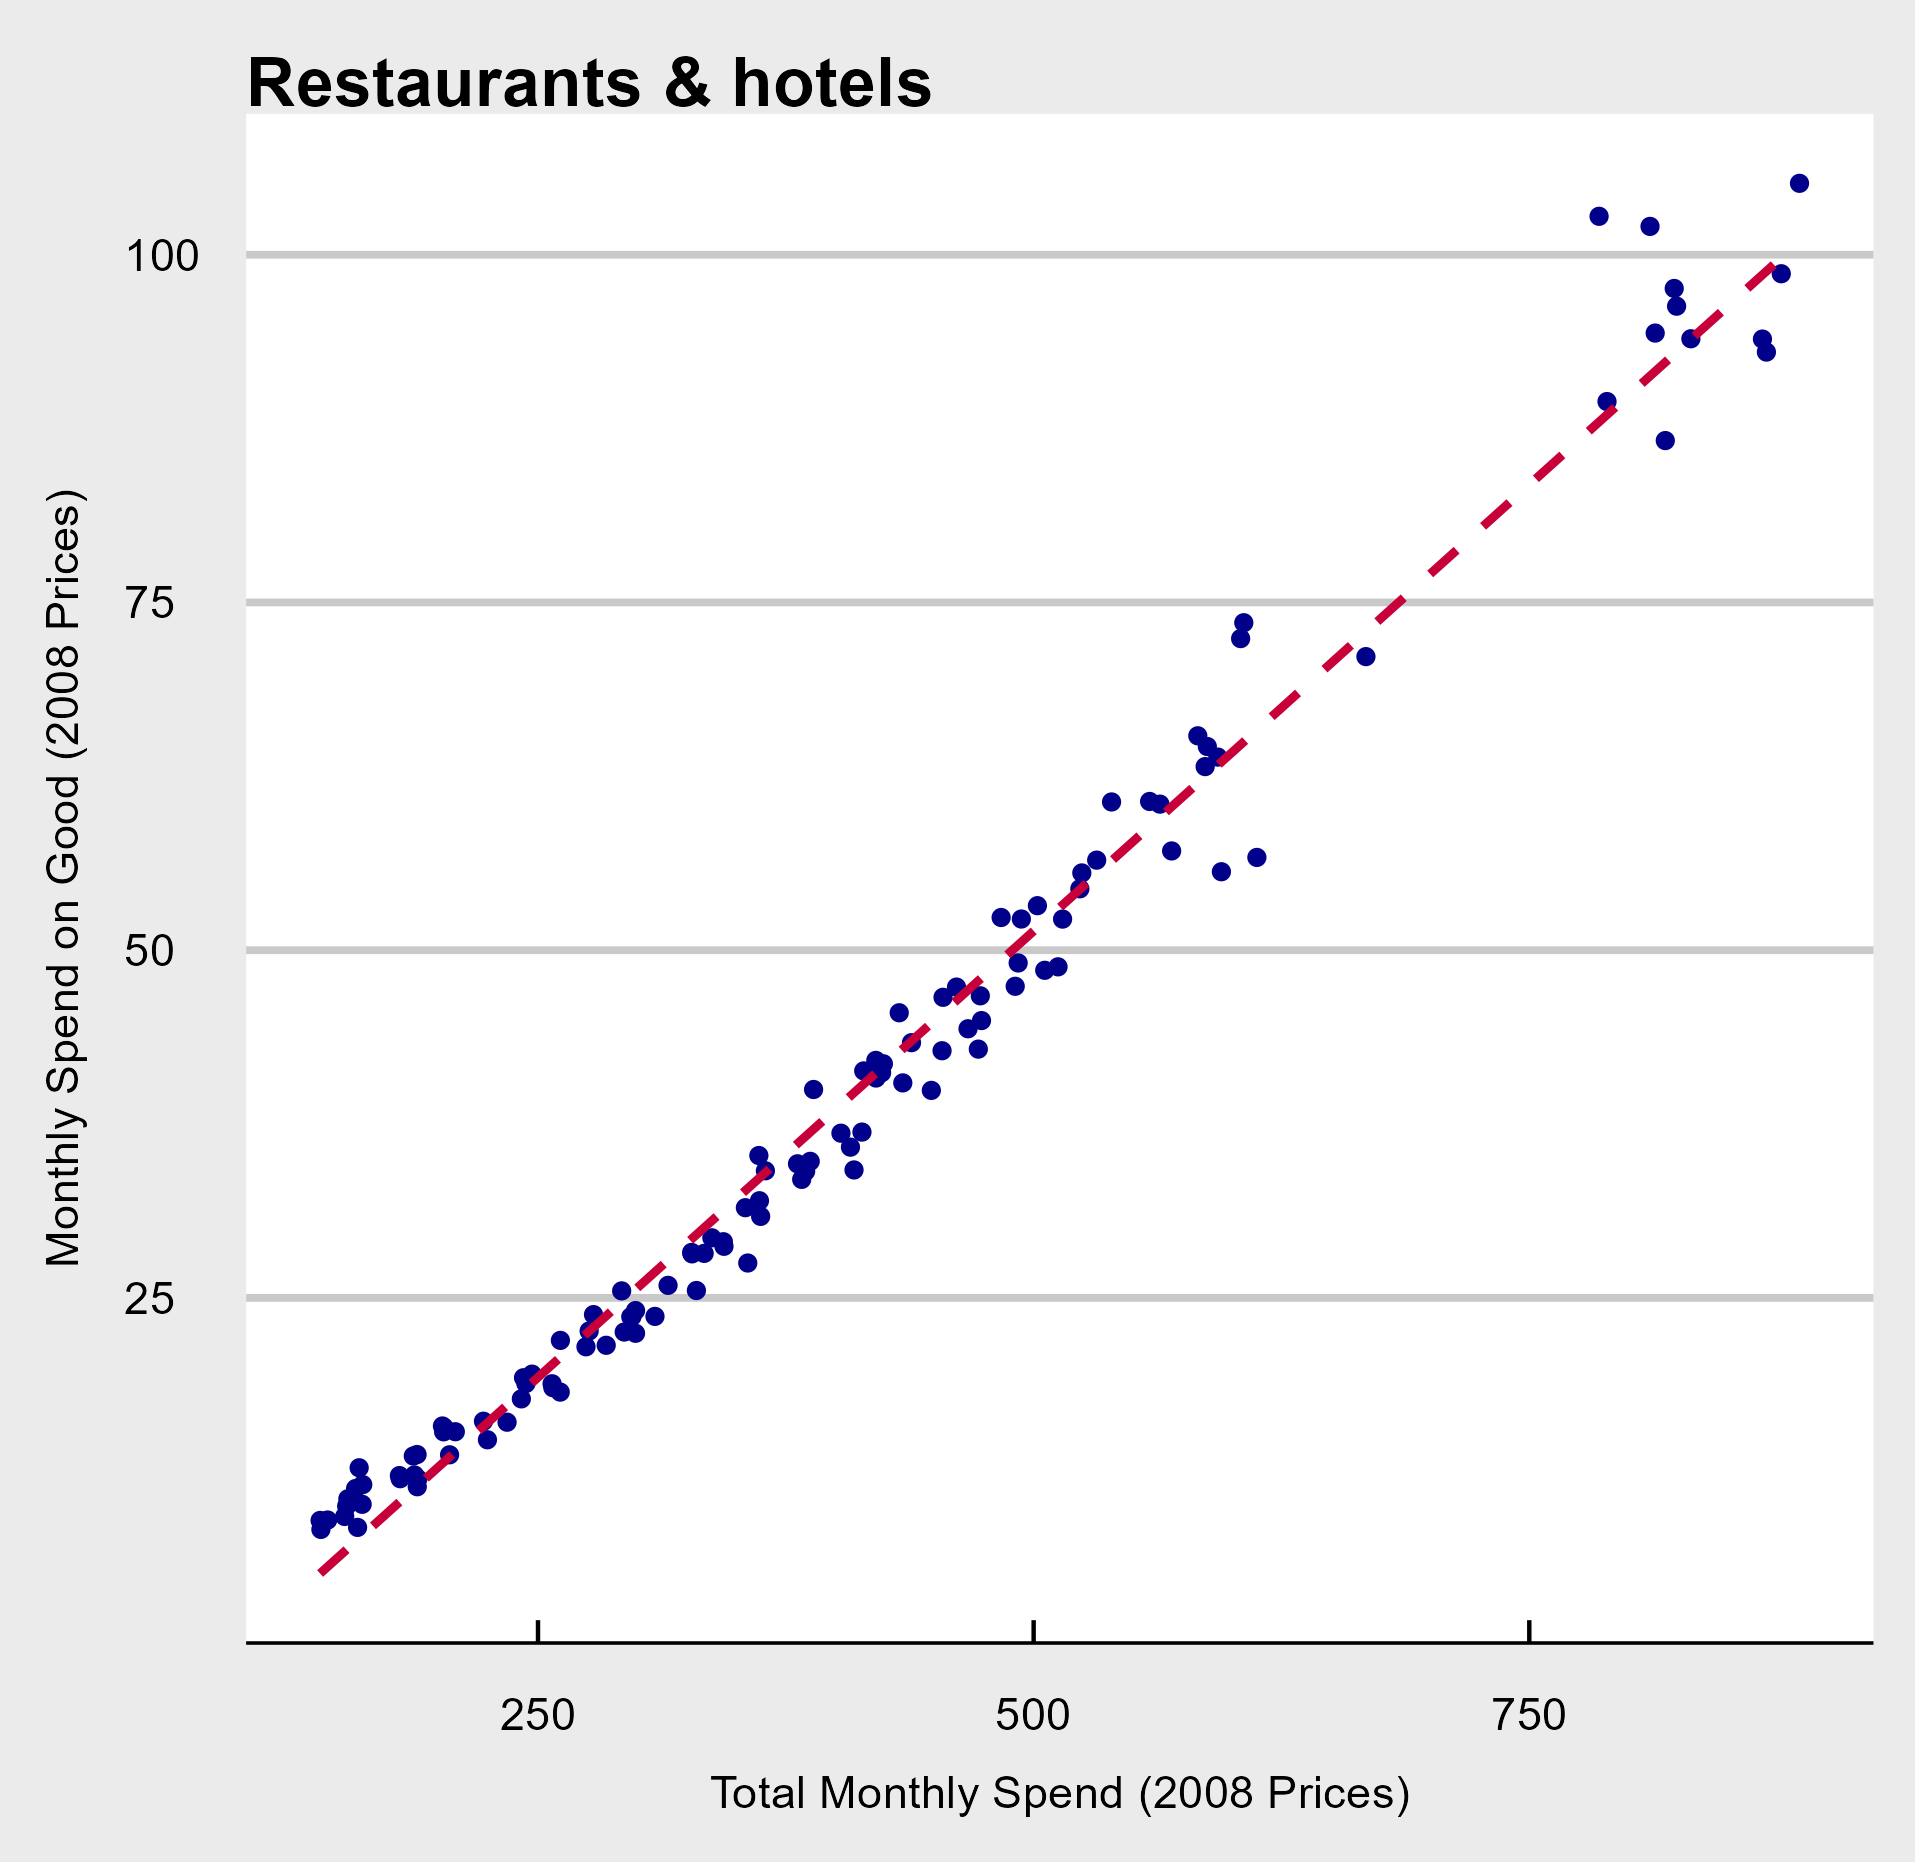 Restaurants & hotels
100
75
50
25
Monthly Spend on Good (2008 Prices)
250 500 750
Total Monthly Spend (2008 Prices)